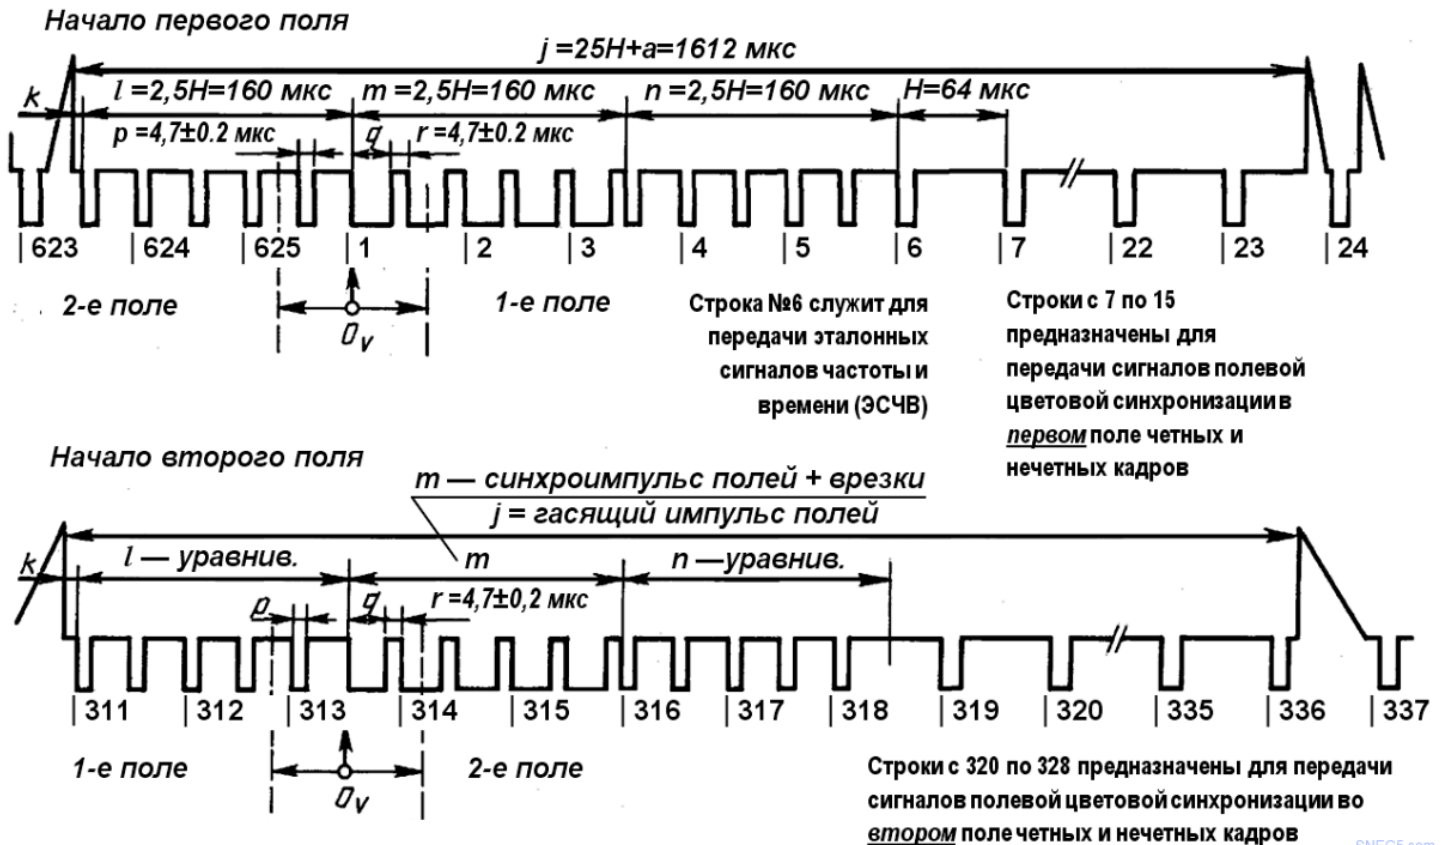 Начало первого поля
j =25H+a=1612 мкс
k
l =2,5H=160 мкс
m =2,5H=160 мкс
n =2,5H=160 мкс
H=64 мкс
p =4,7±0.2 мкс
q
r =4,7±0.2 мкс
623
624
625
1
2
3
4
5
6
7
22
23
24
2-е поле
1-е поле
0v
Строка №6 служит для
передачи эталонных
сигналов частоты и
времени (ЭСЧВ)
Строки с 7 по 15
предназначены для
передачи сигналов полевой
цветовой синхронизации в
первом поле четных и
нечетных кадров
Начало второго поля
m — синхроимпульс полей + врезки
j = гасящий импульс полей
k
l — уравнив.
m
n —уравнив.
p
q
r =4,7±0,2 мкс
311
312
313
314
315
316
317
318
319
320
335
336
337
1-е поле
2-е поле
0v
Строки с 320 по 328 предназначены для передачи
сигналов полевой цветовой синхронизации во
втором поле четных и нечетных кадров